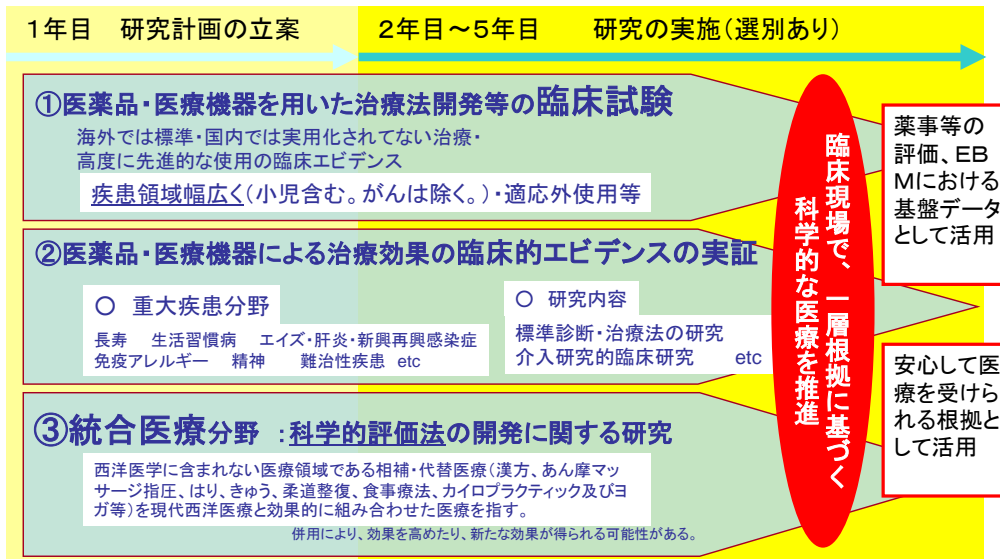 1年目 研究計画の立案
2年目～5年目 研究の実施(選別あり)
①医薬品・医療機器を用いた治療法開発等の臨床試験
海外では標準・国内では実用化されてない治療・
高度に先進的な使用の臨床エビデンス
疾患領域幅広く(小児含む。がんは除く。)・適応外使用等
②医薬品・医療機器による治療効果の臨床的エビデンスの実証
○ 重大疾患分野
長寿 生活習慣病 エイズ・肝炎・新興再興感染症
免疫アレルギー 精神 難治性疾患 etc
○ 研究内容
標準診断・治療法の研究
介入研究的臨床研究 etc
③統合医療分野 :科学的評価法の開発に関する研究
西洋医学に含まれない医療領域である相補・代替医療(漢方、あん摩マッ
サージ指圧、はり、きゅう、柔道整復、食事療法、カイロプラクティック及びヨ
ガ等)を現代西洋医療と効果的に組み合わせた医療を指す。
併用により、効果を高めたり、新たな効果が得られる可能性がある。
臨床現場で、一層根拠に基づく
科学的な医療を推進
薬事等の
評価、EB
Mにおける
基盤データ
として活用
安心して医
療を受けら
れる根拠と
して活用